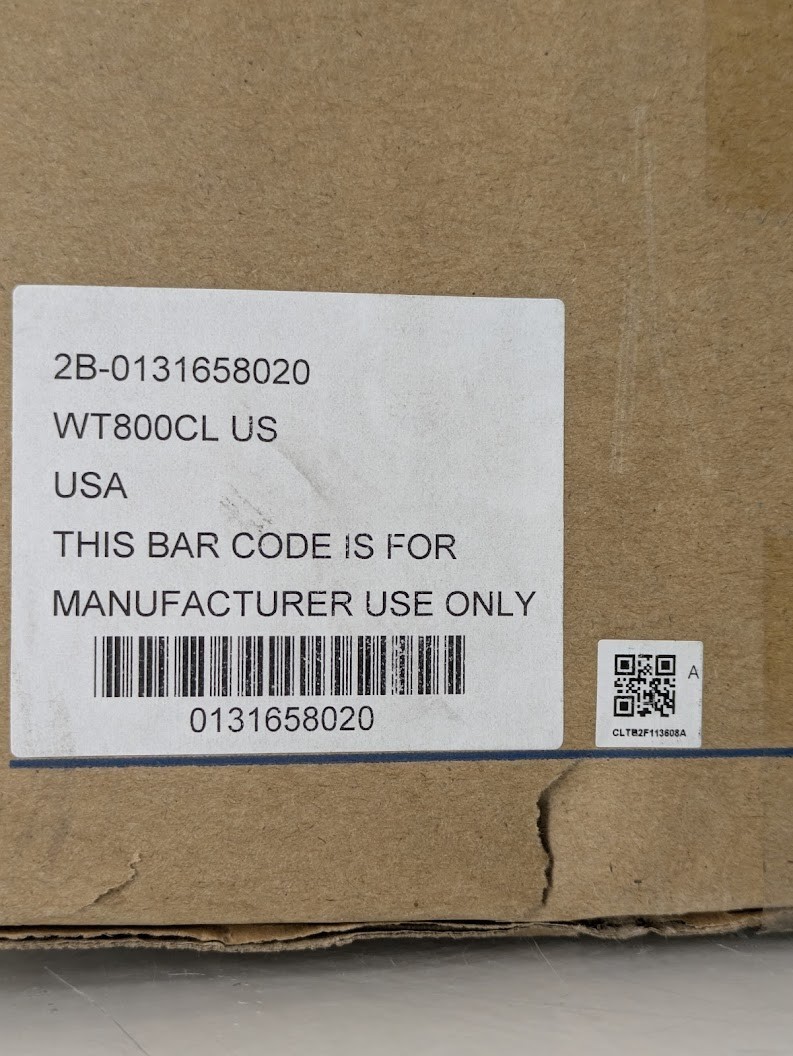 2B-0131658020
WT800CL US
USA
THIS BAR CODE IS FOR
MANUFACTURER USE ONLY
0131658020
A
CLTB2F113608A